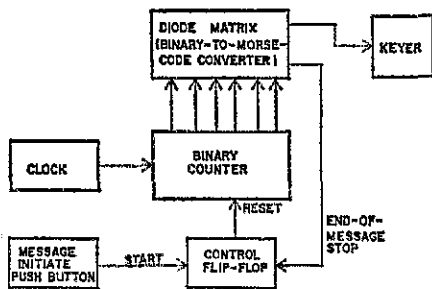 DIODE MATRIX
(BINARY-TO-MORSE-
CODE CONVERTER)
KEYER
CLOCK
BINARY
COUNTER
RESET
END-OF-
MESSAGE
STOP
MESSAGE
INITIATE
PUSH BUTTON
START
CONTROL
FLIP-FLOP